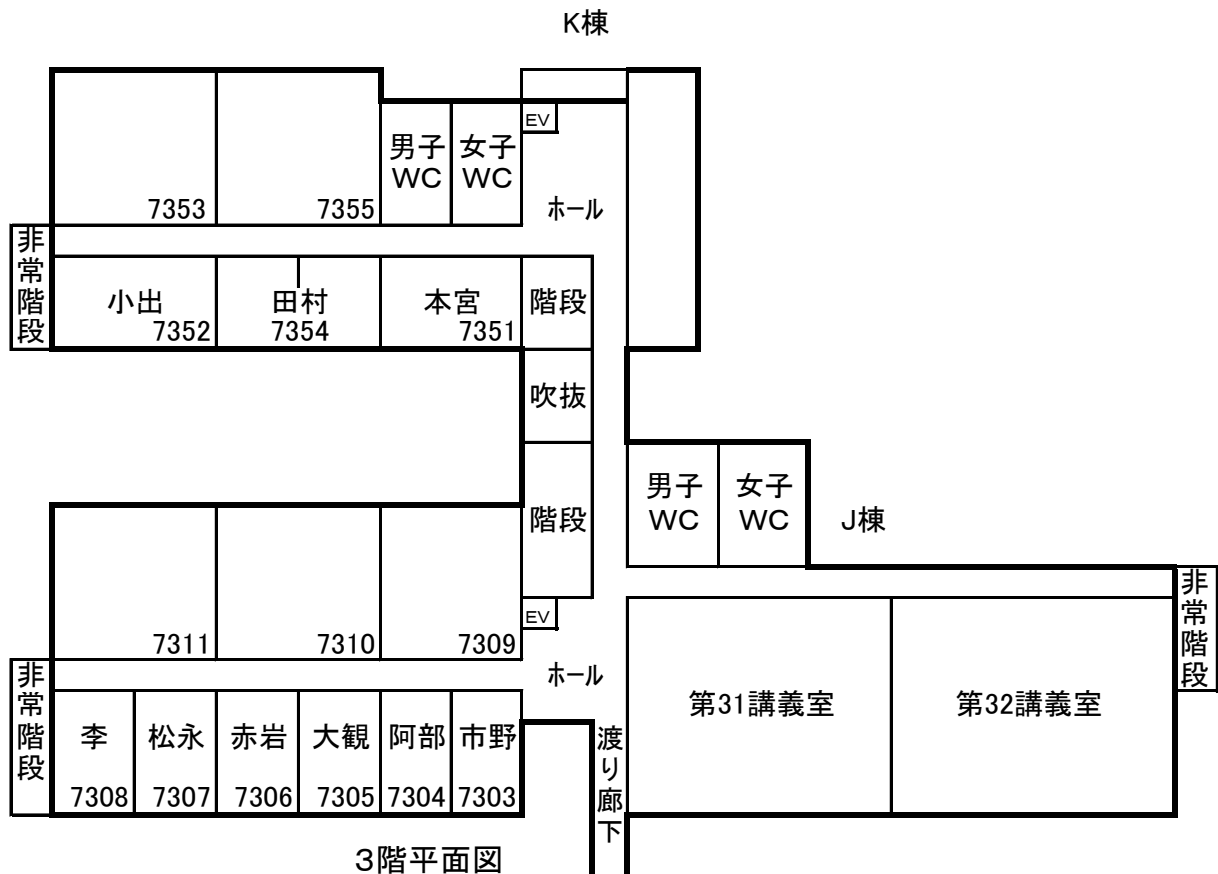 K棟
EV
男子
WC
女子
WC
ホール
7353
7355
非常階段
小出
7352
田村
7354
本宮
7351
階段
吹抜
階段
男子
WC
女子
WC
J棟
非常階段
EV
7311
7310
7309
ホール
非常階段
李
7308
松永
7307
赤岩
7306
大観
7305
阿部
7304
市野
7303
渡り廊下
第31講義室
第32講義室
3階平面図